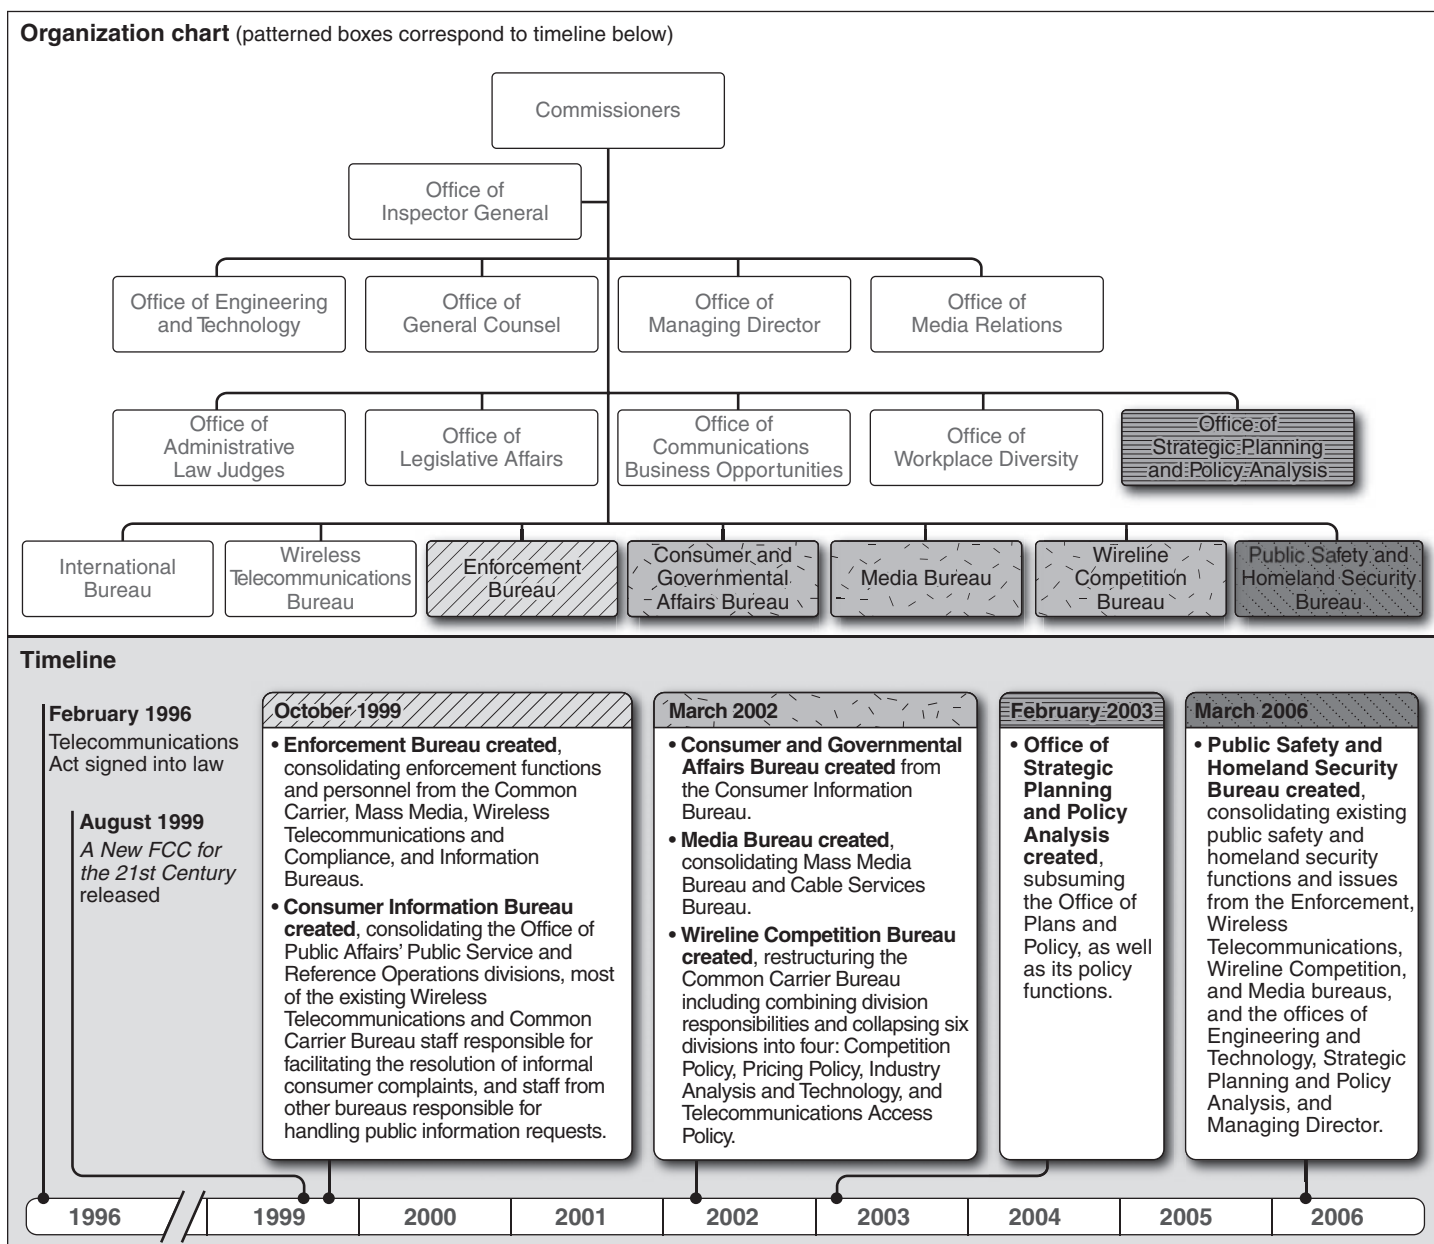 Organization chart (patterned boxes correspond to timeline below)
Commissioners
Office of
Inspector General
Office of Engineering
and Technology
Office of
General Counsel
Office of
Managing Director
Office of
Media Relations
Office of
Administrative
Law Judges
Office of
Legislative Affairs
Office of
Communications
Business Opportunities
Office of
Workplace Diversity
Office of
Strategic Planning
and Policy Analysis
International
Bureau
Wireless
Telecommunications
Bureau
Enforcement
Bureau
Consumer and
Governmental
Affairs Bureau
Media Bureau
Wireline
Competition
Bureau
Public Safety and
Homeland Security
Bureau
Timeline
February 1996
Telecommunications
Act signed into law
August 1999
A New FCC for
the 21st Century
released
October 1999
• Enforcement Bureau created,
consolidating enforcement functions
and personnel from the Common
Carrier, Mass Media, Wireless
Telecommunications and
Compliance, and Information
Bureaus.
• Consumer Information Bureau
created, consolidating the Office of
Public Affairs' Public Service and
Reference Operations divisions, most
of the existing Wireless
Telecommunications and Common
Carrier Bureau staff responsible for
facilitating the resolution of informal
consumer complaints, and staff from
other bureaus responsible for
handling public information requests.
March 2002
• Consumer and Governmental
Affairs Bureau created from
the Consumer Information
Bureau.
• Media Bureau created,
consolidating Mass Media
Bureau and Cable Services
Bureau.
• Wireline Competition Bureau
created, restructuring the
Common Carrier Bureau
including combining division
responsibilities and collapsing six
divisions into four: Competition
Policy, Pricing Policy, Industry
Analysis and Technology, and
Telecommunications Access
Policy.
February 2003
• Office of
Strategic
Planning
and Policy
Analysis
created,
subsuming
the Office of
Plans and
Policy, as well
as its policy
functions.
March 2006
• Public Safety and
Homeland Security
Bureau created,
consolidating existing
public safety and
homeland security
functions and issues
from the Enforcement,
Wireless
Telecommunications,
Wireline Competition,
and Media bureaus,
and the offices of
Engineering and
Technology, Strategic
Planning and Policy
Analysis, and
Managing Director.
1996
1999
2000
2001
2002
2003
2004
2005
2006